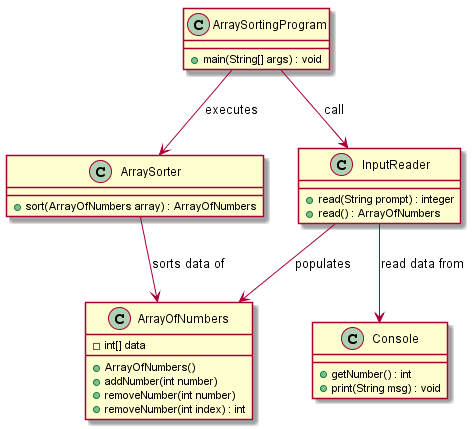 C ArraySortingProgram
main(String[] args) : void
executes
call
C ArraySorter
sort(ArrayOfNumbers array) : ArrayOfNumbers
C InputReader
read(String prompt) : integer
read() : ArrayOfNumbers
sorts data of
populates
read data from
C ArrayOfNumbers
int[] data
ArrayOfNumbers()
addNumber(int number)
removeNumber(int number)
removeNumber(int index) : int
C Console
getNumber() : int
print(String msg) : void